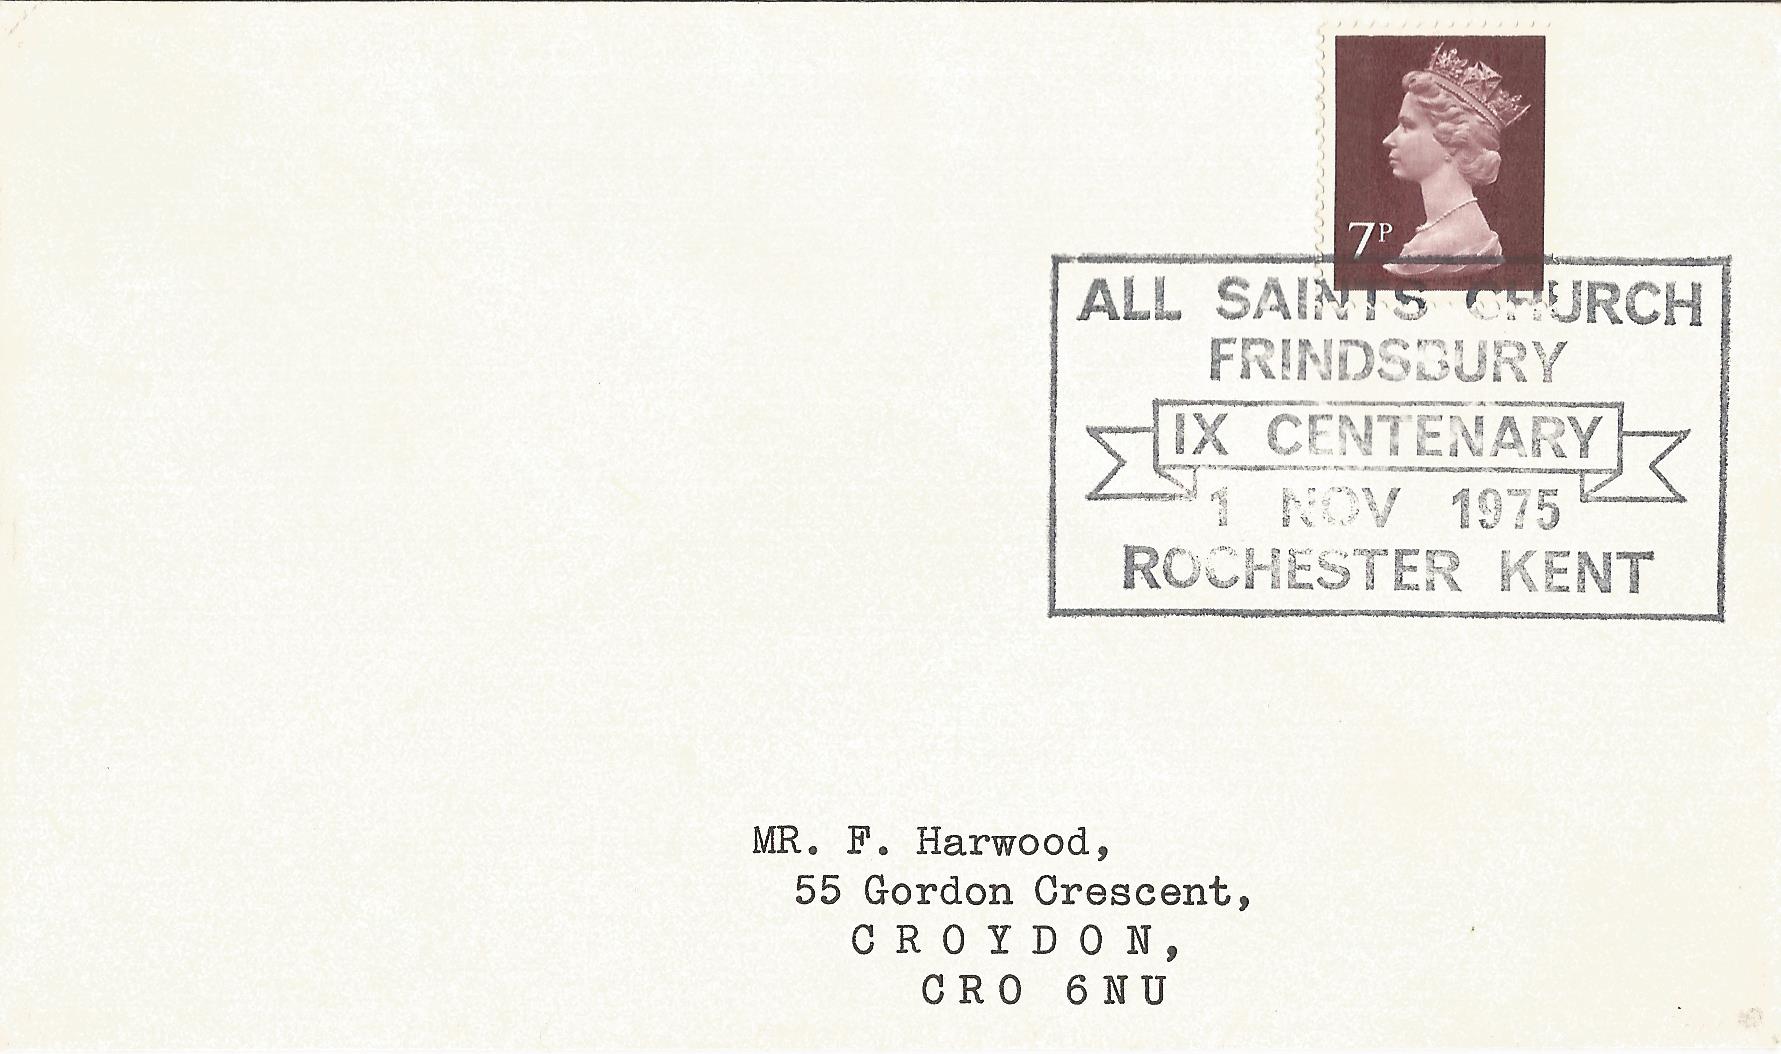 7P
ALL SAINTS CHURCH
FRINDSBURY
IX CENTENARY
1 NOV 1975
ROCHESTER KENT
MR. F. Harwood,
55 Gordon Crescent,
CROYDON,
CRO 6NU